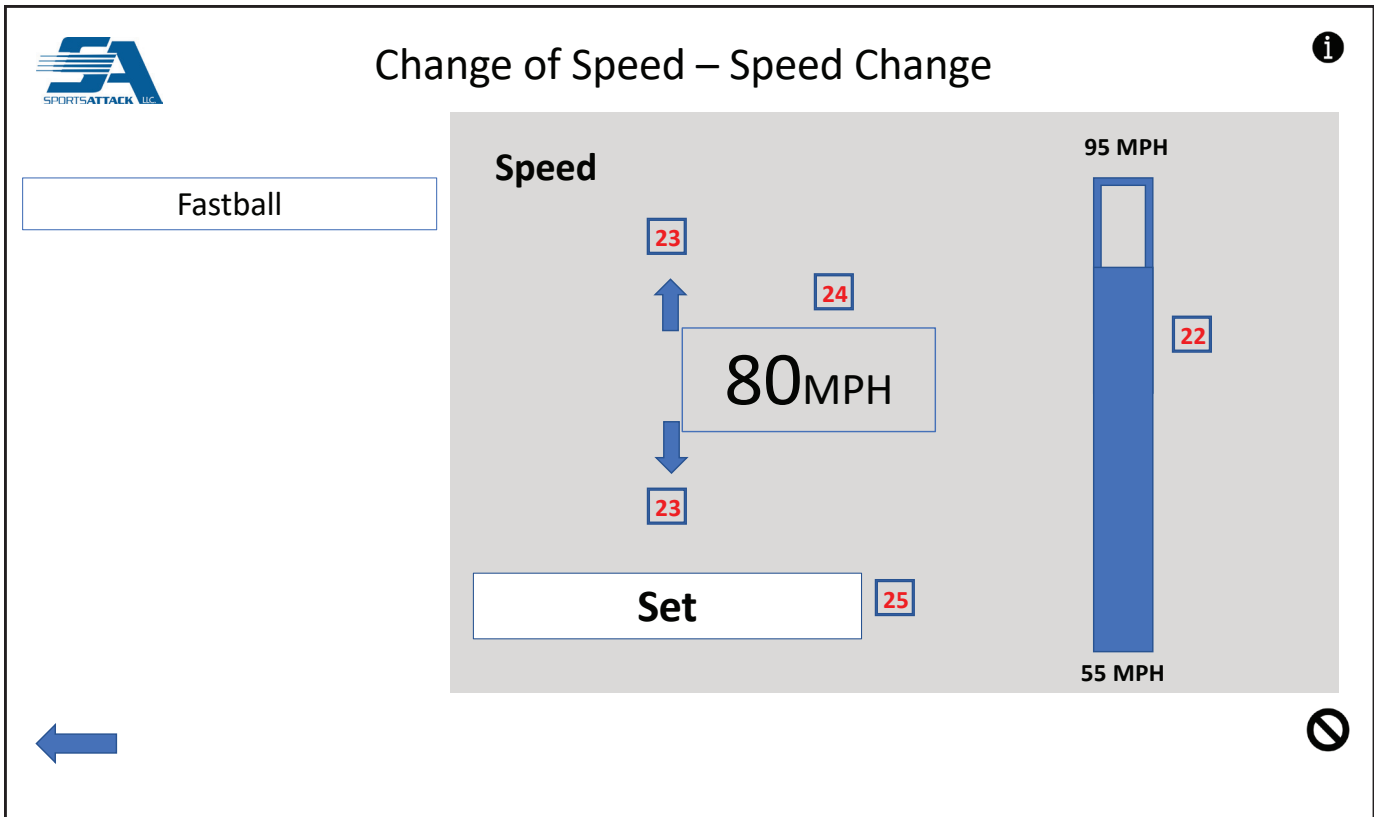 SA
SPORTSATTACK LLC.
Change of Speed – Speed Change
i
Fastball
Speed
95 MPH
23
24
22
80MPH
23
Set
25
55 MPH